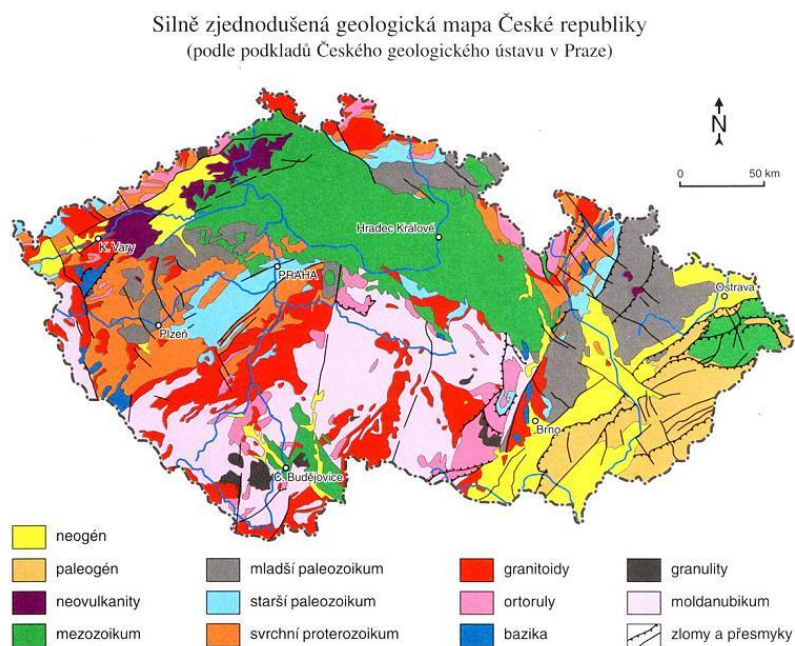 Silně zjednodušená geologická mapa České republiky
(podle podkladů Českého geologického ústavu v Praze)
N
0 50 km
Hradec Králové
K. Vary
PRAHA
Ostrava
Plzeň
Brno
Č. Budějovice
neogén
paleogén
neovulkanity
mezozoikum
mladší paleozoikum
starší paleozoikum
svrchní proterozoikum
granitoidy
ortoruly
bazika
granulity
moldanubikum
zlomy a přesmyky